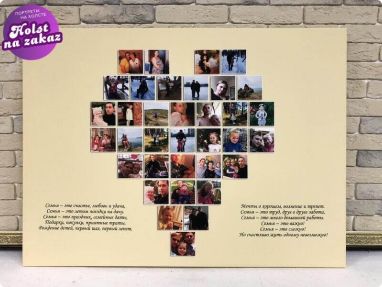 ПОРТРЕТЫ
НА ХОЛСТЕ
Holst
na zakaz
Семья – это счастье, любовь и удача,
Семья – это летом поездки на дачу.
Семья – это праздник, семейные даты,
Подарки, покупки, приятные траты.
Рождение детей, первый шаг, первый лепет,
Мечты о хорошем, волнение и трепет.
Семья – это труд, друг о друге забота,
Семья – это много домашней работы.
Семья – это важно!
Семья – это сложно!
Но счастливо жить одному невозможно!